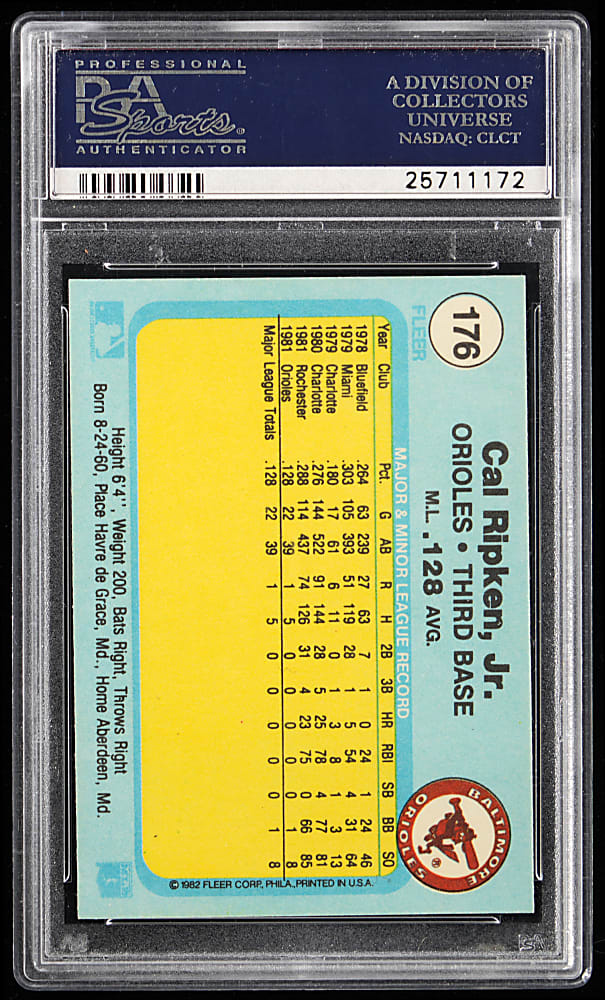 PROFESSIONAL
PSA
Sports
AUTHENTICATOR
A DIVISION OF
COLLECTORS
UNIVERSE
NASDAQ: CLCT
25711172
176
FLEER
Cal Ripken, Jr.
ORIOLES • THIRD BASE
M.L. .128 AVG.
BALTIMORE
ORIOLES
®
MAJOR & MINOR LEAGUE RECORD
Year Club Pct. G AB R H 2B 3B HR RBI SB BB SO
1978 Bluefield .264 63 239 27 63 7 1 0 24 1 24 46
1979 Miami .303 105 393 51 119 28 1 5 54 4 31 64
1979 Charlotte .180 17 61 6 11 0 1 3 8 1 3 13
1980 Charlotte .276 144 522 91 144 28 5 25 78 4 77 81
1981 Rochester .288 114 437 74 126 31 4 23 75 0 66 85
1981 Orioles .128 22 39 1 5 0 0 0 0 0 1 8
Major League Totals .128 22 39 1 5 0 0 0 0 0 1 8
© 1982 FLEER CORP., PHILA., PRINTED IN U.S.A.
Height 6'4", Weight 200, Bats Right, Throws Right
Born 8-24-60, Place Havre de Grace, Md., Home Aberdeen, Md.